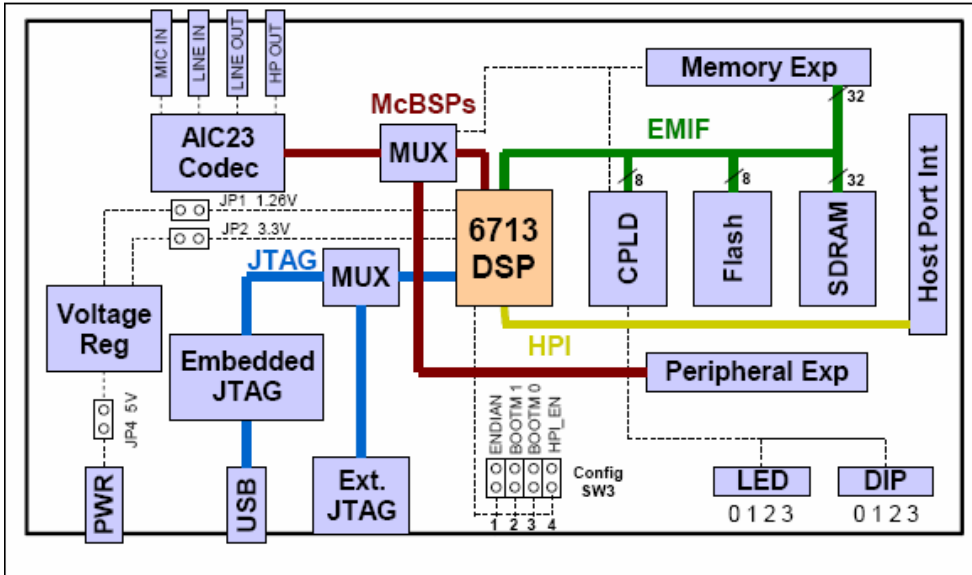 MIC IN
LINE IN
LINE OUT
HP OUT
Memory Exp
32
McBSPs
EMIF
AIC23
Codec
MUX
8
8
32
Host Port Int
JP1 1.26V
JP2 3.3V
6713
DSP
CPLD
Flash
SDRAM
JTAG
MUX
Voltage
Reg
HPI
Embedded
JTAG
Peripheral Exp
JP4 5V
ENDIAN
BOOTM 1
BOOTM 0
HPI_EN
Config
SW3
PWR
USB
Ext.
JTAG
1 2 3 4
LED
0 1 2 3
DIP
0 1 2 3